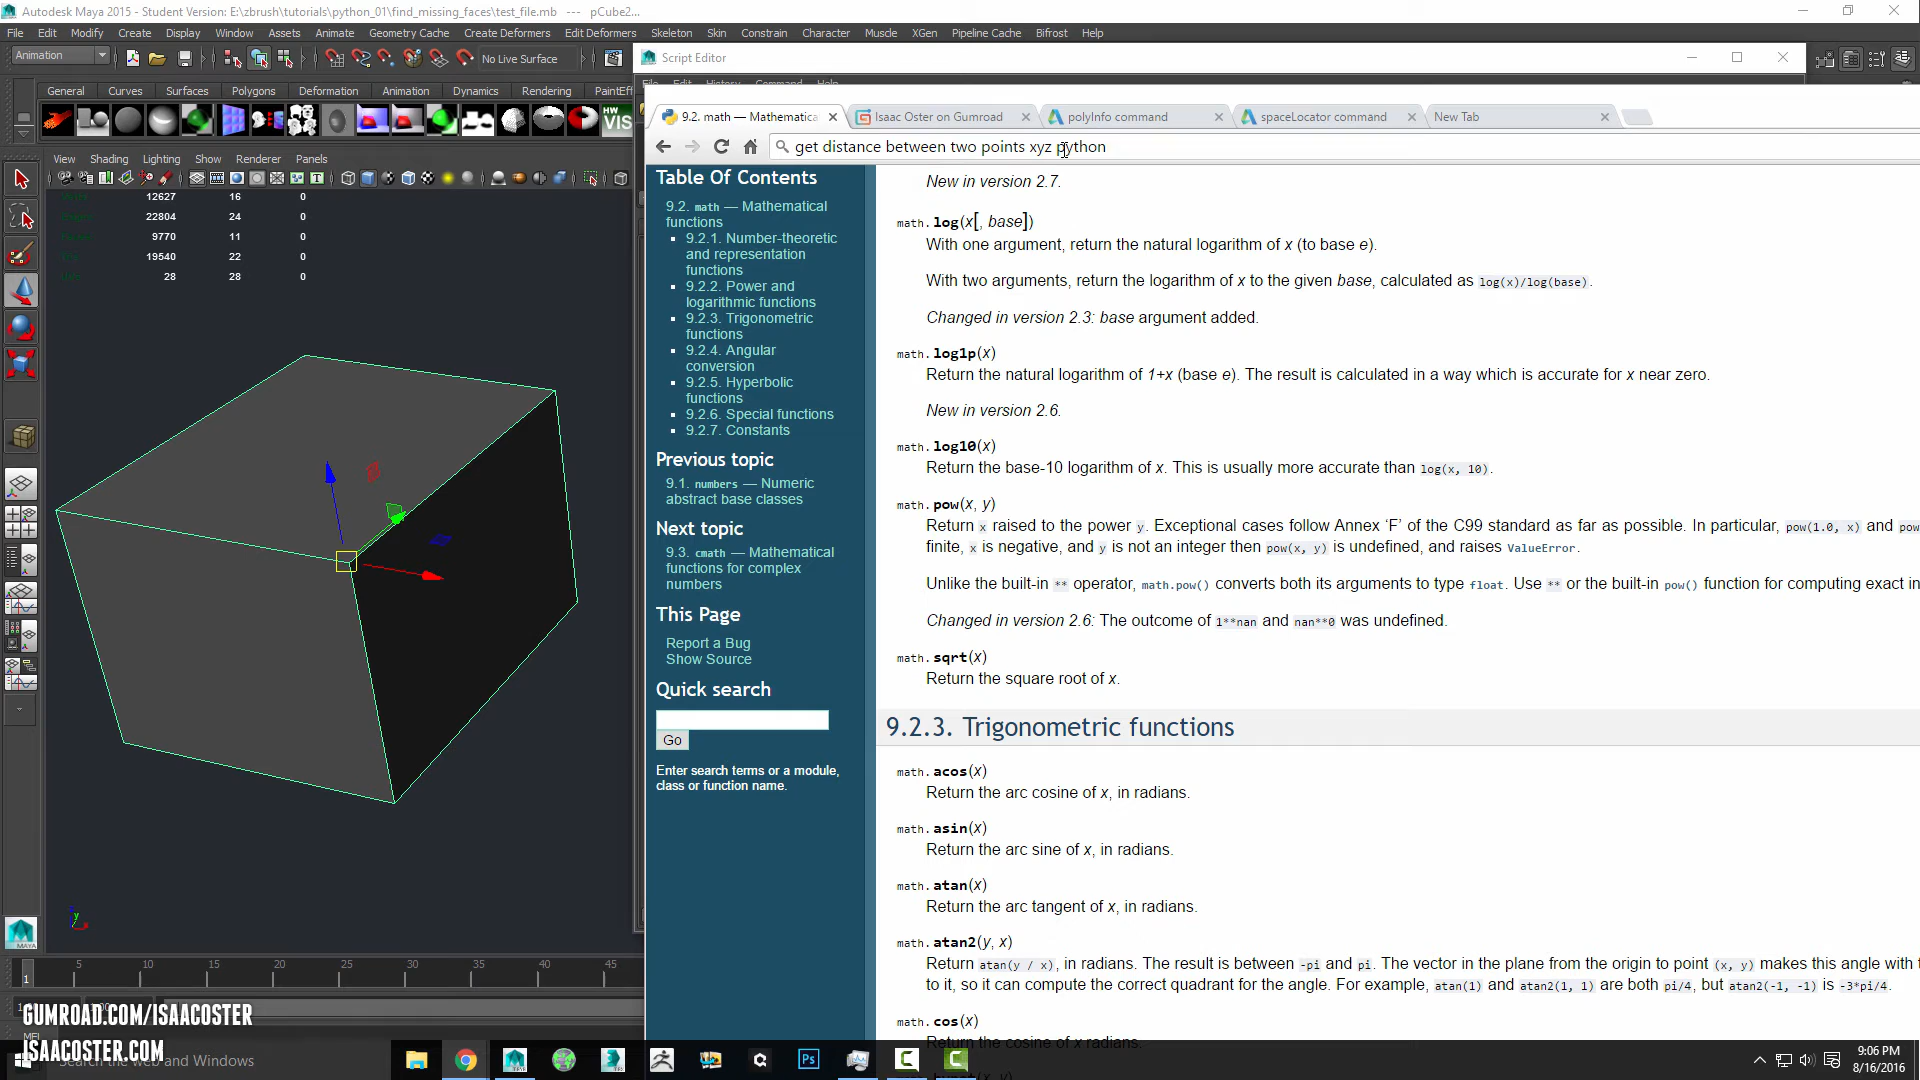 Autodesk Maya 2015 - Student Version: E:\zbrush\tutorials\python_01\find_missing_faces\test_file.mb   ---   pCube2...
File Edit Modify Create Display Window Assets Animate Geometry Cache Create Deformers Edit Deformers Skeleton Skin Constrain Character Muscle XGen Pipeline Cache Bifrost Help
Animation
No Live Surface
General Curves Surfaces Polygons Deformation Animation Dynamics Rendering PaintEff
HW
VIS
View Shading Lighting Show Renderer Panels
12627 16 0
22804 24 0
9770 11 0
19540 22 0
28 28 0
y
MAYA
1
5 10 15 20 25 30 35 40 45
GUMROAD.COM/ISAACOSTER
ISAACOSTER.COM
Search the web and Windows
Script Editor
File Edit History Command Help
9.2. math — Mathematica
Isaac Oster on Gumroad
polyInfo command
spaceLocator command
New Tab
get distance between two points xyz python
Table Of Contents
9.2. math — Mathematical
functions
9.2.1. Number-theoretic
and representation
functions
9.2.2. Power and
logarithmic functions
9.2.3. Trigonometric
functions
9.2.4. Angular
conversion
9.2.5. Hyperbolic
functions
9.2.6. Special functions
9.2.7. Constants
Previous topic
9.1. numbers — Numeric
abstract base classes
Next topic
9.3. cmath — Mathematical
functions for complex
numbers
This Page
Report a Bug
Show Source
Quick search
Go
Enter search terms or a module,
class or function name.
New in version 2.7.
math.log(x[, base])
With one argument, return the natural logarithm of x (to base e).
With two arguments, return the logarithm of x to the given base, calculated as log(x)/log(base).
Changed in version 2.3: base argument added.
math.log1p(x)
Return the natural logarithm of 1+x (base e). The result is calculated in a way which is accurate for x near zero.
New in version 2.6.
math.log10(x)
Return the base-10 logarithm of x. This is usually more accurate than log(x, 10).
math.pow(x, y)
Return x raised to the power y. Exceptional cases follow Annex ‘F’ of the C99 standard as far as possible. In particular, pow(1.0, x) and pow
finite, x is negative, and y is not an integer then pow(x, y) is undefined, and raises ValueError.
Unlike the built-in ** operator, math.pow() converts both its arguments to type float. Use ** or the built-in pow() function for computing exact in
Changed in version 2.6: The outcome of 1**nan and nan**0 was undefined.
math.sqrt(x)
Return the square root of x.
9.2.3. Trigonometric functions
math.acos(x)
Return the arc cosine of x, in radians.
math.asin(x)
Return the arc sine of x, in radians.
math.atan(x)
Return the arc tangent of x, in radians.
math.atan2(y, x)
Return atan(y / x), in radians. The result is between -pi and pi. The vector in the plane from the origin to point (x, y) makes this angle with t
to it, so it can compute the correct quadrant for the angle. For example, atan(1) and atan2(1, 1) are both pi/4, but atan2(-1, -1) is -3*pi/4.
math.cos(x)
Return the cosine of x radians.
Ps
9:06 PM
8/16/2016